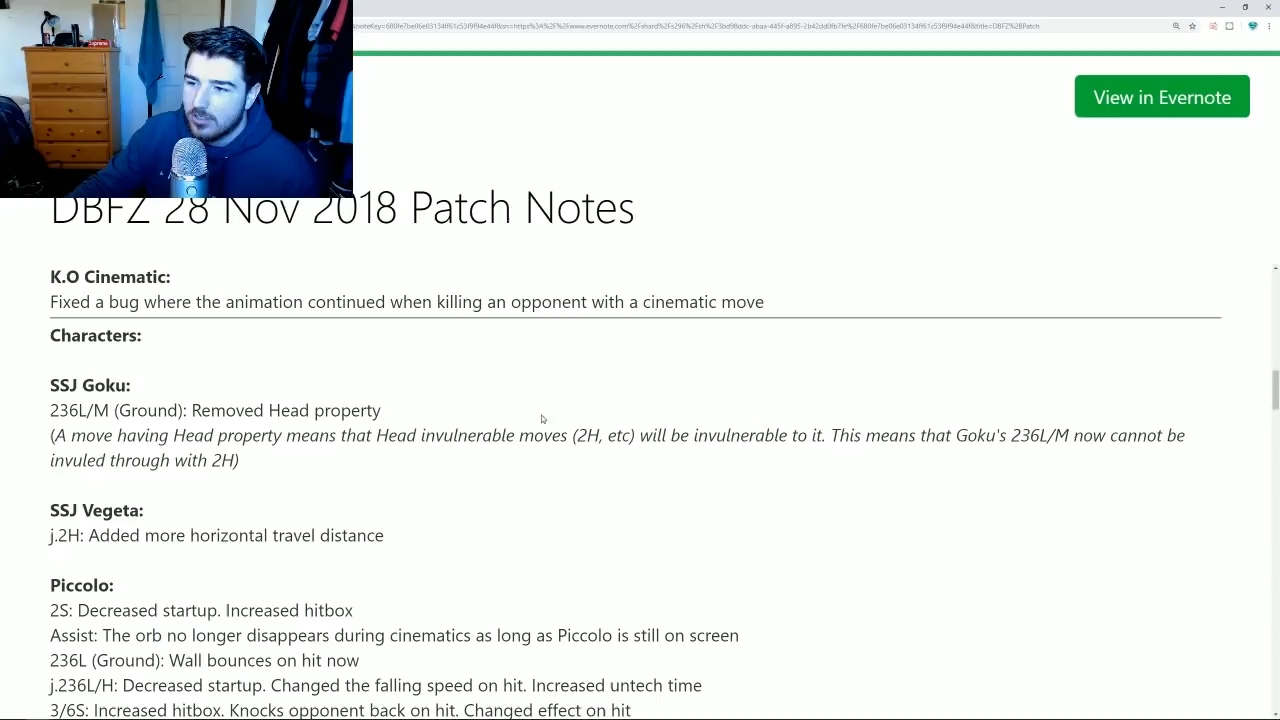 View in Evernote
DBFZ 28 Nov 2018 Patch Notes
K.O Cinematic:
Fixed a bug where the animation continued when killing an opponent with a cinematic move
Characters:
SSJ Goku:
236L/M (Ground): Removed Head property
(A move having Head property means that Head invulnerable moves (2H, etc) will be invulnerable to it. This means that Goku's 236L/M now cannot be
invuled through with 2H)
SSJ Vegeta:
j.2H: Added more horizontal travel distance
Piccolo:
2S: Decreased startup. Increased hitbox
Assist: The orb no longer disappears during cinematics as long as Piccolo is still on screen
236L (Ground): Wall bounces on hit now
j.236L/H: Decreased startup. Changed the falling speed on hit. Increased untech time
3/6S: Increased hitbox. Knocks opponent back on hit. Changed effect on hit